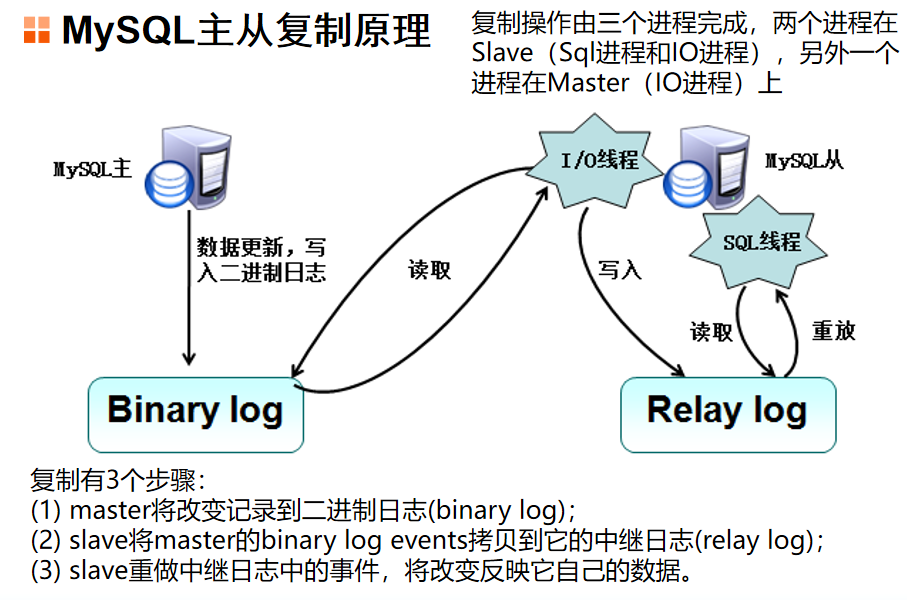 MySQL主从复制原理
复制操作由三个进程完成，两个进程在
Slave（Sql进程和IO进程），另外一个
进程在Master（IO进程）上
MySQL主
I/O线程
MySQL从
SQL线程
数据更新，写
入二进制日志
读取
写入
读取
重放
Binary log
Relay log
复制有3个步骤：
(1) master将改变记录到二进制日志(binary log)；
(2) slave将master的binary log events拷贝到它的中继日志(relay log)；
(3) slave重做中继日志中的事件，将改变反映它自己的数据。